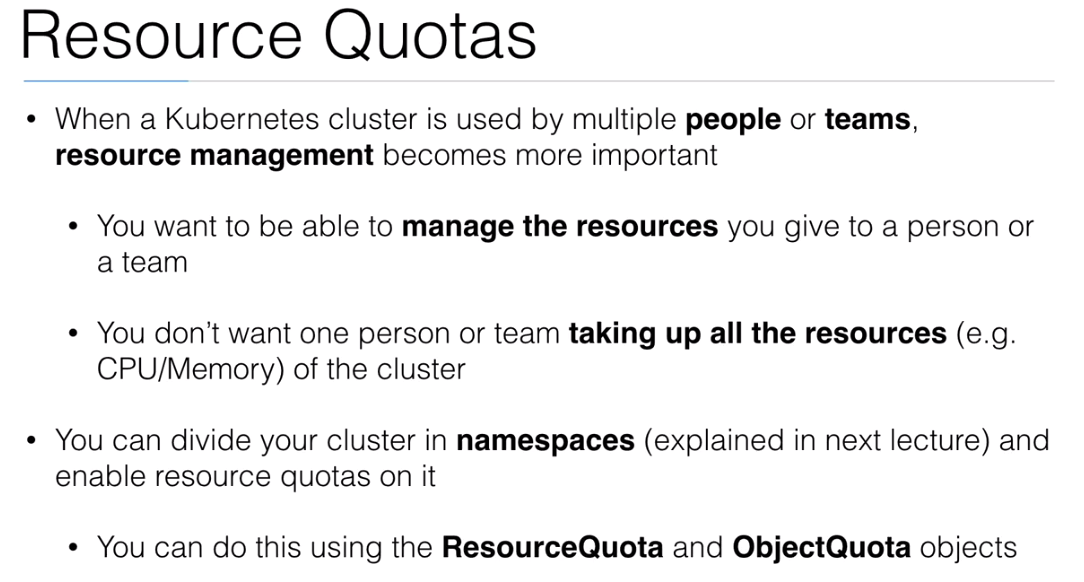 Resource Quotas
• When a Kubernetes cluster is used by multiple people or teams,
resource management becomes more important
• You want to be able to manage the resources you give to a person or
a team
• You don't want one person or team taking up all the resources (e.g.
CPU/Memory) of the cluster
• You can divide your cluster in namespaces (explained in next lecture) and
enable resource quotas on it
• You can do this using the ResourceQuota and ObjectQuota objects